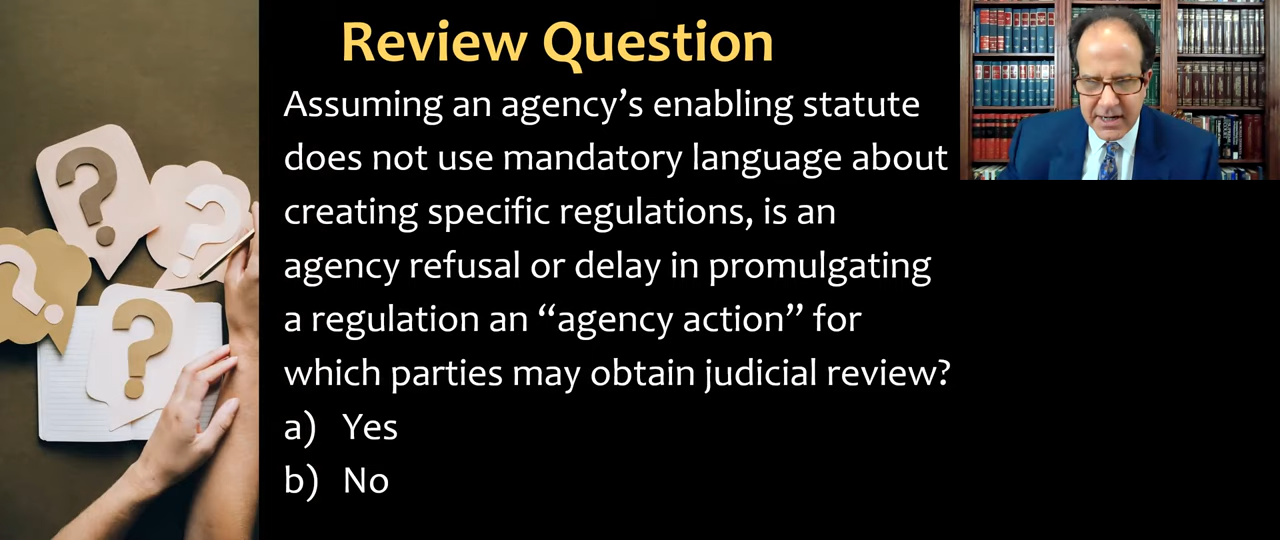 Review Question
Assuming an agency’s enabling statute
does not use mandatory language about
creating specific regulations, is an
agency refusal or delay in promulgating
a regulation an “agency action” for
which parties may obtain judicial review?
a) Yes
b) No